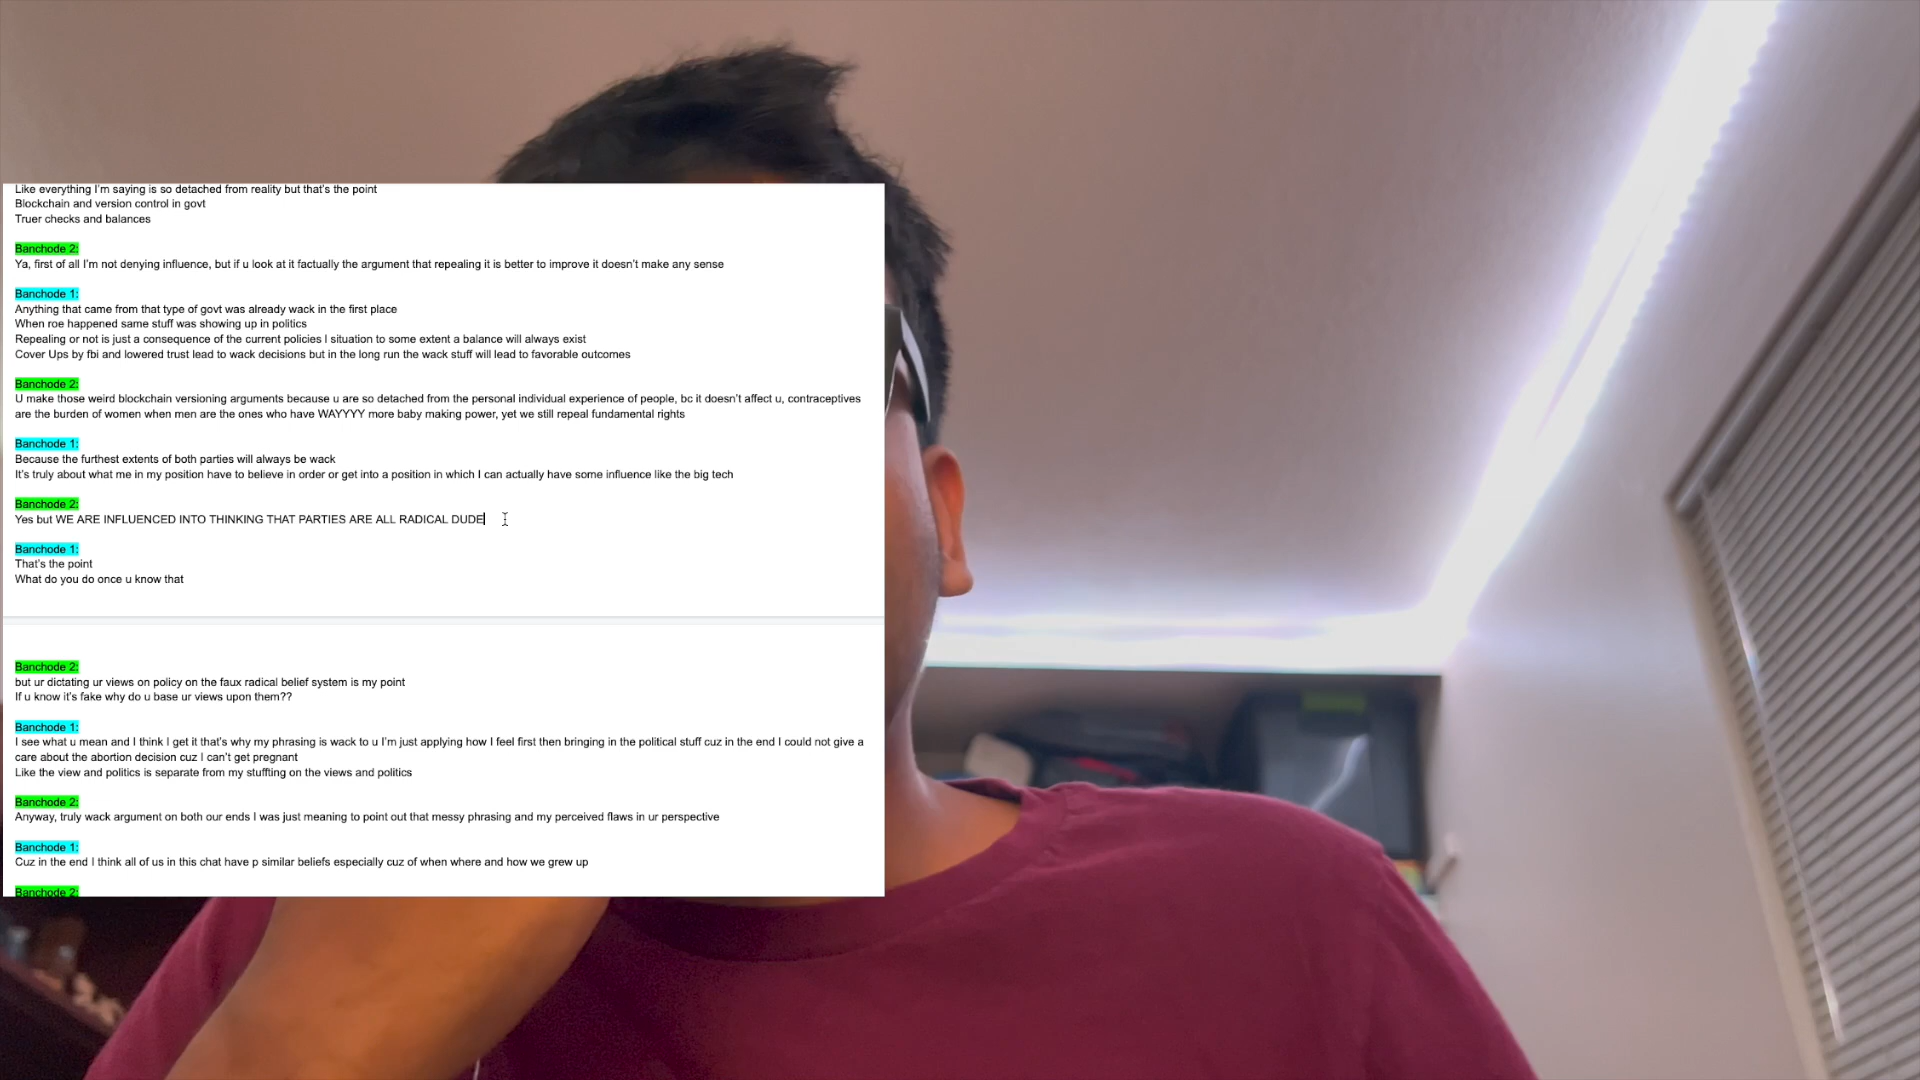 Like everything I'm saying is so detached from reality but that's the point
Blockchain and version control in govt
Truer checks and balances
Banchode 2:
Ya, first of all I'm not denying influence, but if u look at it factually the argument that repealing it is better to improve it doesn't make any sense
Banchode 1:
Anything that came from that type of govt was already wack in the first place
When roe happened same stuff was showing up in politics
Repealing or not is just a consequence of the current policies I situation to some extent a balance will always exist
Cover Ups by fbi and lowered trust lead to wack decisions but in the long run the wack stuff will lead to favorable outcomes
Banchode 2:
U make those weird blockchain versioning arguments because u are so detached from the personal individual experience of people, bc it doesn't affect u, contraceptives
are the burden of women when men are the ones who have WAYYYY more baby making power, yet we still repeal fundamental rights
Banchode 1:
Because the furthest extents of both parties will always be wack
It's truly about what me in my position have to believe in order or get into a position in which I can actually have some influence like the big tech
Banchode 2:
Yes but WE ARE INFLUENCED INTO THINKING THAT PARTIES ARE ALL RADICAL DUDE
Banchode 1:
That's the point
What do you do once u know that
Banchode 2:
but ur dictating ur views on policy on the faux radical belief system is my point
If u know it's fake why do u base ur views upon them??
Banchode 1:
I see what u mean and I think I get it that's why my phrasing is wack to u I'm just applying how I feel first then bringing in the political stuff cuz in the end I could not give a
care about the abortion decision cuz I can't get pregnant
Like the view and politics is separate from my stuffting on the views and politics
Banchode 2:
Anyway, truly wack argument on both our ends I was just meaning to point out that messy phrasing and my perceived flaws in ur perspective
Banchode 1:
Cuz in the end I think all of us in this chat have p similar beliefs especially cuz of when where and how we grew up
Banchode 2: